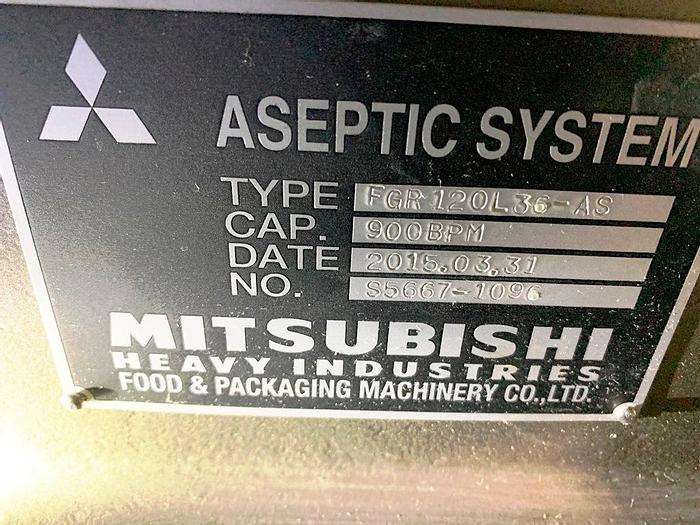 ASEPTIC SYSTEM
TYPE FGR120L36-AS
CAP. 900BPM
DATE 2015.03.31
NO. S5667-1096
MITSUBISHI
HEAVY INDUSTRIES
FOOD & PACKAGING MACHINERY CO.,LTD.